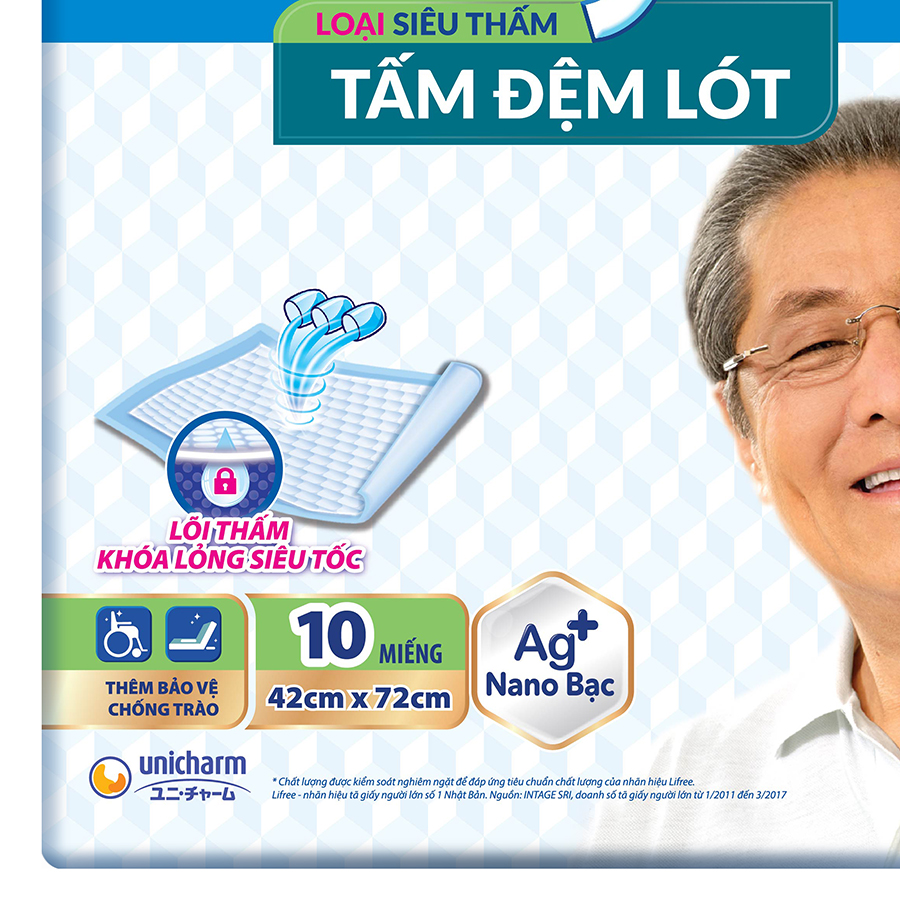 LOẠI SIÊU THẤM
TẤM ĐỆM LÓT
LÕI THẤM
KHÓA LỎNG SIÊU TỐC
THÊM BẢO VỆ
CHỐNG TRÀO
10 MIẾNG
42cm x 72cm
Ag+
Nano Bạc
unicharm
ユニ・チャーム
* Chất lượng được kiểm soát nghiêm ngặt để đáp ứng tiêu chuẩn chất lượng của nhãn hiệu Lifree.
Lifree - nhãn hiệu tã giấy người lớn số 1 Nhật Bản. Nguồn: INTAGE SRI, doanh số tã giấy người lớn từ 1/2011 đến 3/2017